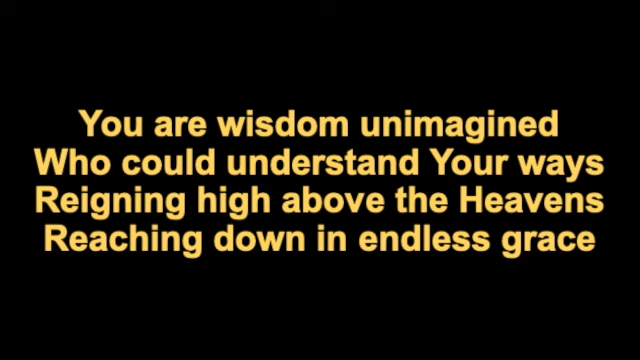 You are wisdom unimagined
Who could understand Your ways
Reigning high above the Heavens
Reaching down in endless grace